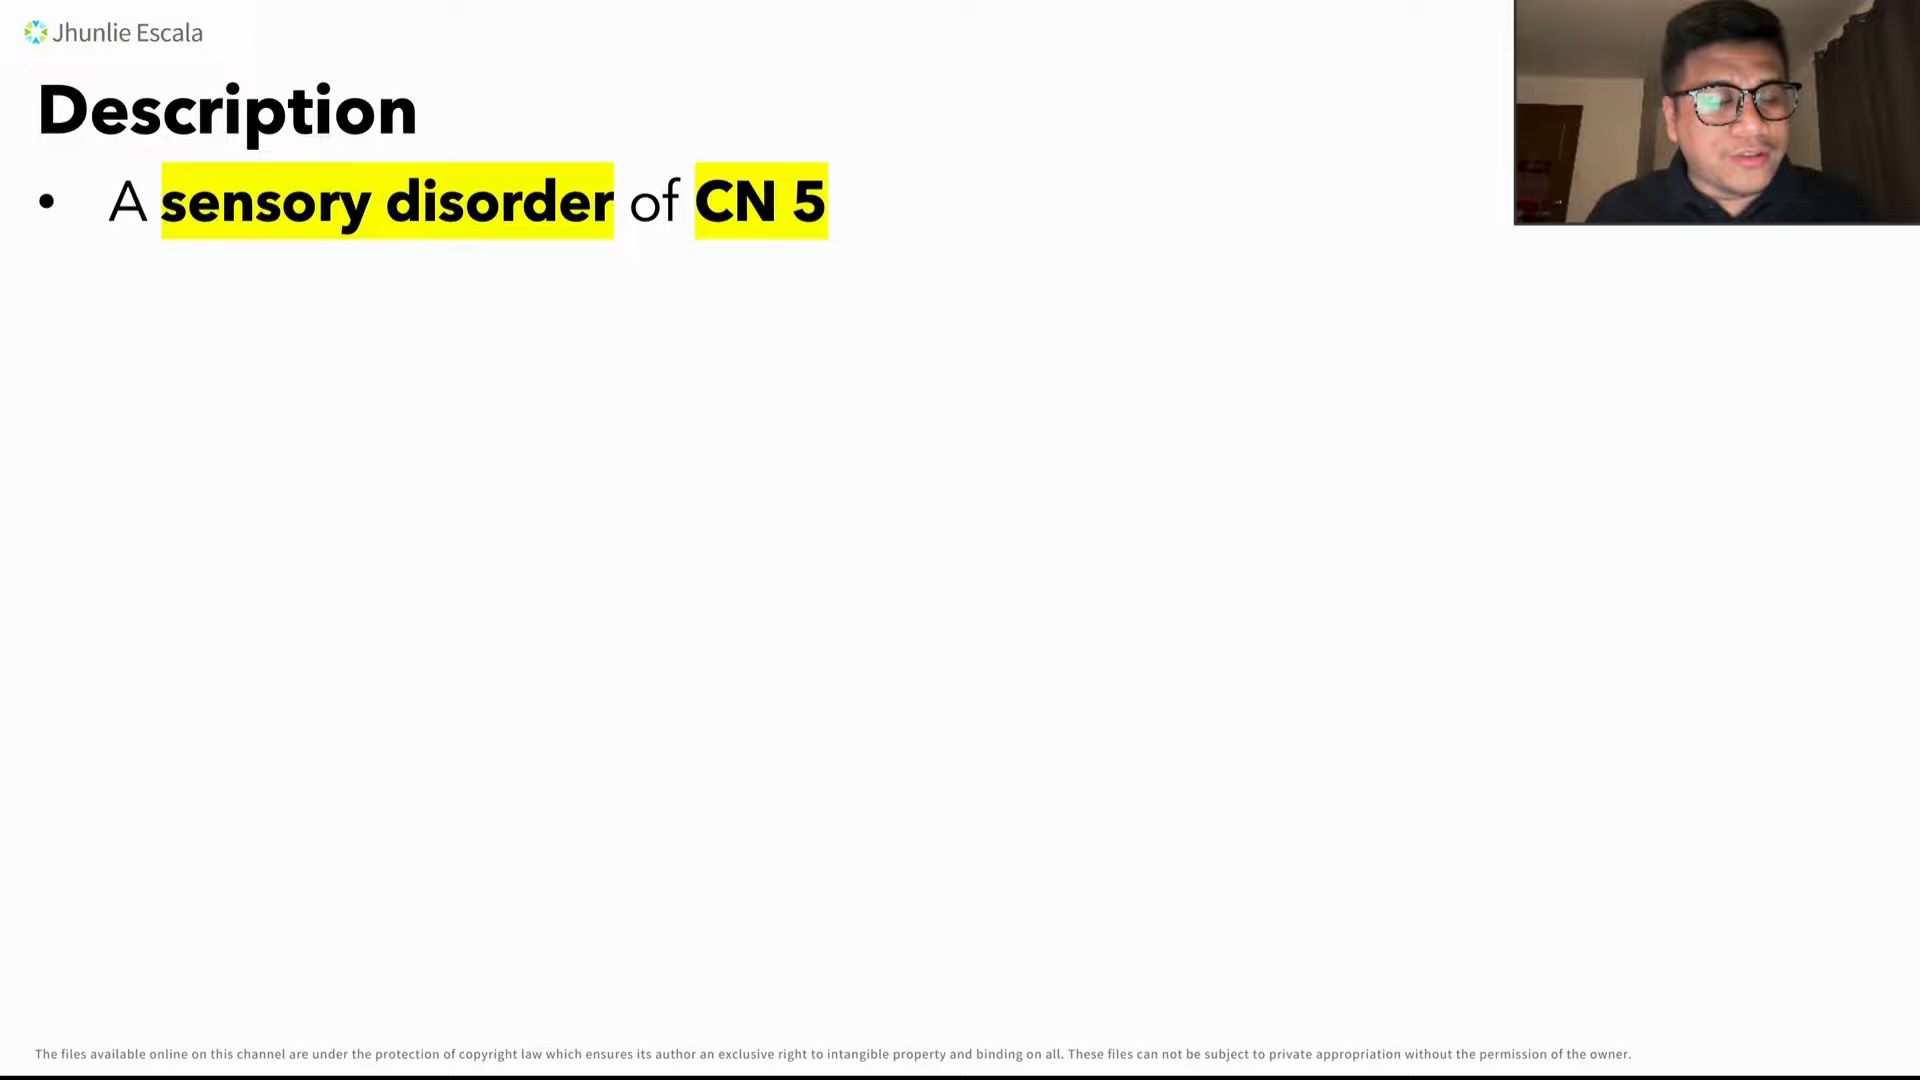 Jhunlie Escala
Description
• A sensory disorder of CN 5
The files available online on this channel are under the protection of copyright law which ensures its author an exclusive right to intangible property and binding on all. These files can not be subject to private appropriation without the permission of the owner.